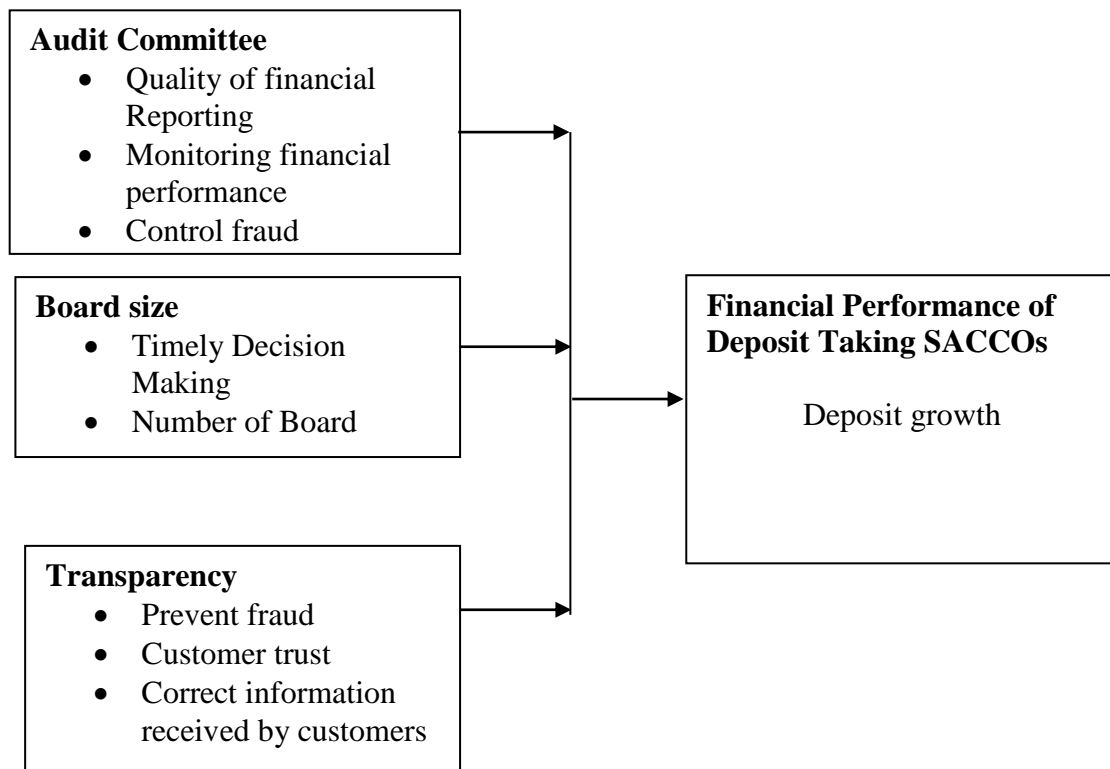 Audit Committee
• Quality of financial
Reporting
• Monitoring financial
performance
• Control fraud
Board size
• Timely Decision
Making
• Number of Board
Transparency
• Prevent fraud
• Customer trust
• Correct information
received by customers
Financial Performance of
Deposit Taking SACCOs
Deposit growth